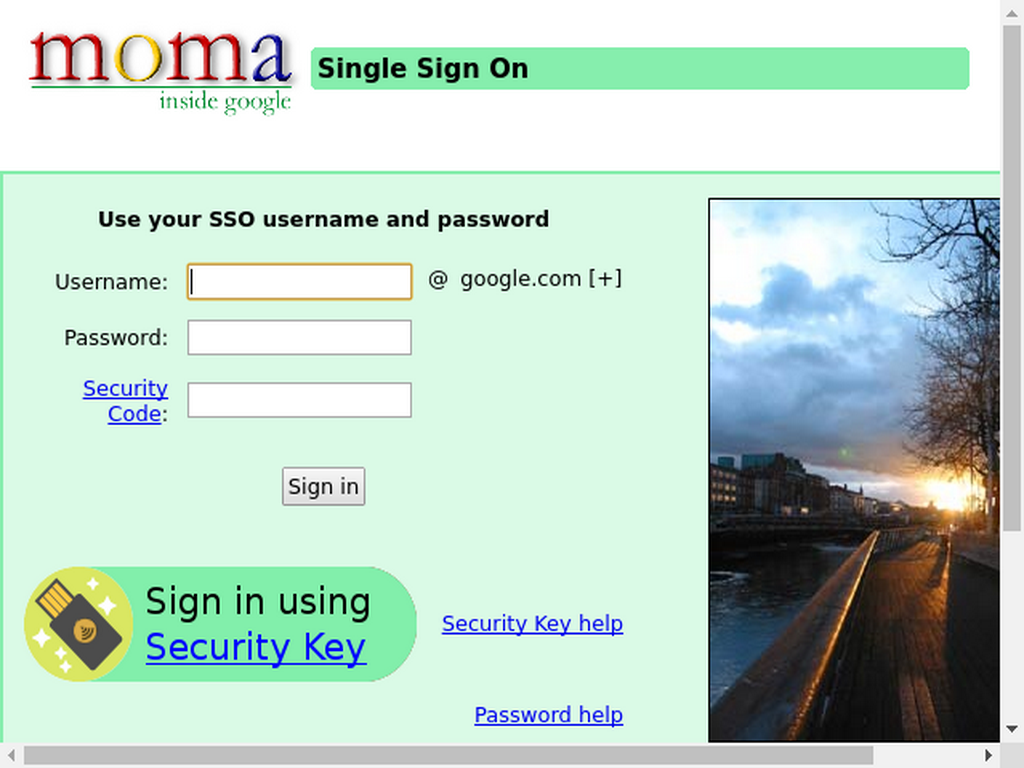 moma
inside google
Single Sign On
Use your SSO username and password
Username:
@ google.com [+]
Password:
Security
Code:
Sign in
Sign in using
Security Key
Security Key help
Password help